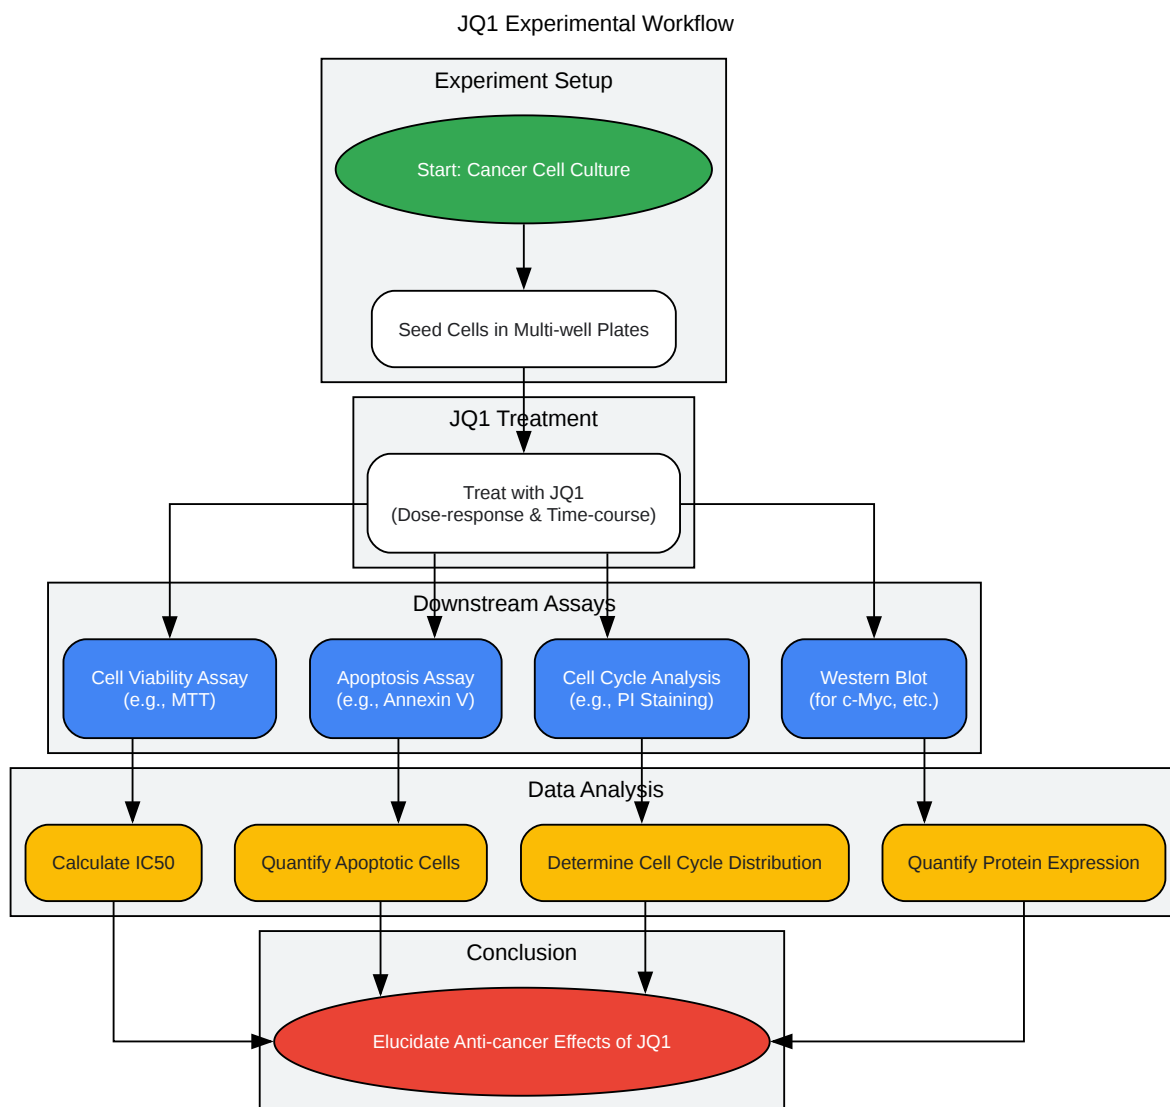 JQ1 Experimental Workflow
Experiment Setup
Start: Cancer Cell Culture
Seed Cells in Multi-well Plates
JQ1 Treatment
Treat with JQ1
(Dose-response & Time-course)
Downstream Assays
Cell Viability Assay
(e.g., MTT)
Apoptosis Assay
(e.g., Annexin V)
Cell Cycle Analysis
(e.g., PI Staining)
Western Blot
(for c-Myc, etc.)
Data Analysis
Calculate IC50
Quantify Apoptotic Cells
Determine Cell Cycle Distribution
Quantify Protein Expression
Conclusion
Elucidate Anti-cancer Effects of JQ1